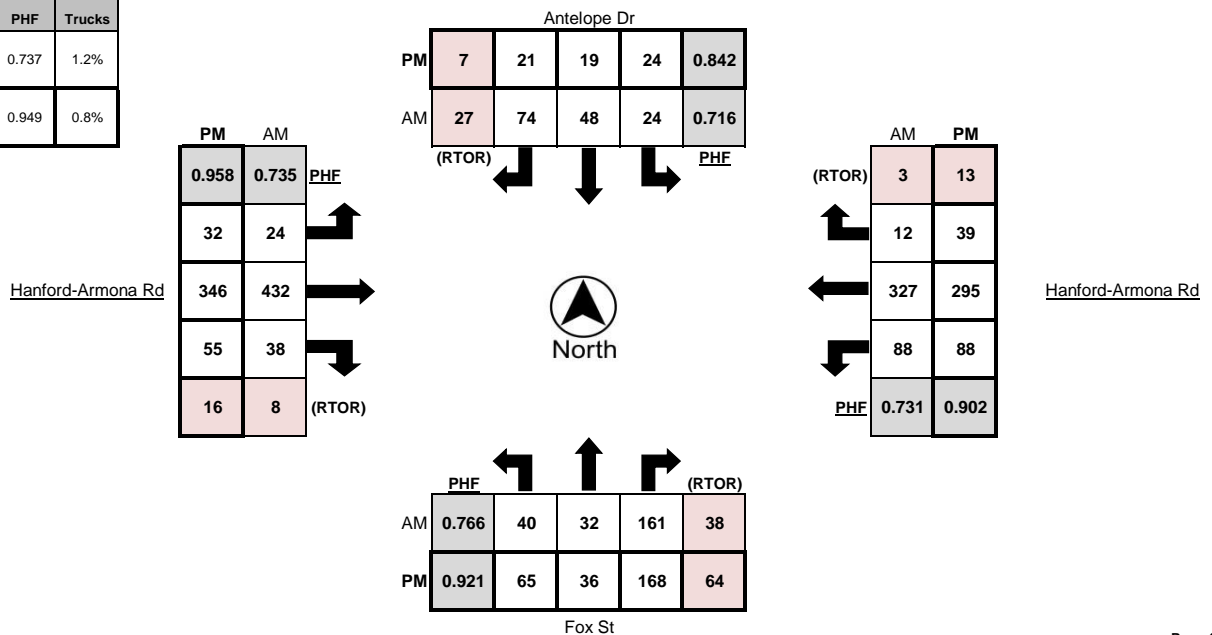 PHF Trucks
0.737 1.2%
0.949 0.8%
Antelope Dr
PM 7 21 19 24 0.842
AM 27 74 48 24 0.716
(RTOR) PHF
PM AM
0.958 0.735 PHF
32 24
Hanford-Armona Rd 346 432
55 38
16 8 (RTOR)
North
AM PM
(RTOR) 3 13
12 39
327 295 Hanford-Armona Rd
88 88
PHF 0.731 0.902
PHF (RTOR)
AM 0.766 40 32 161 38
PM 0.921 65 36 168 64
Fox St